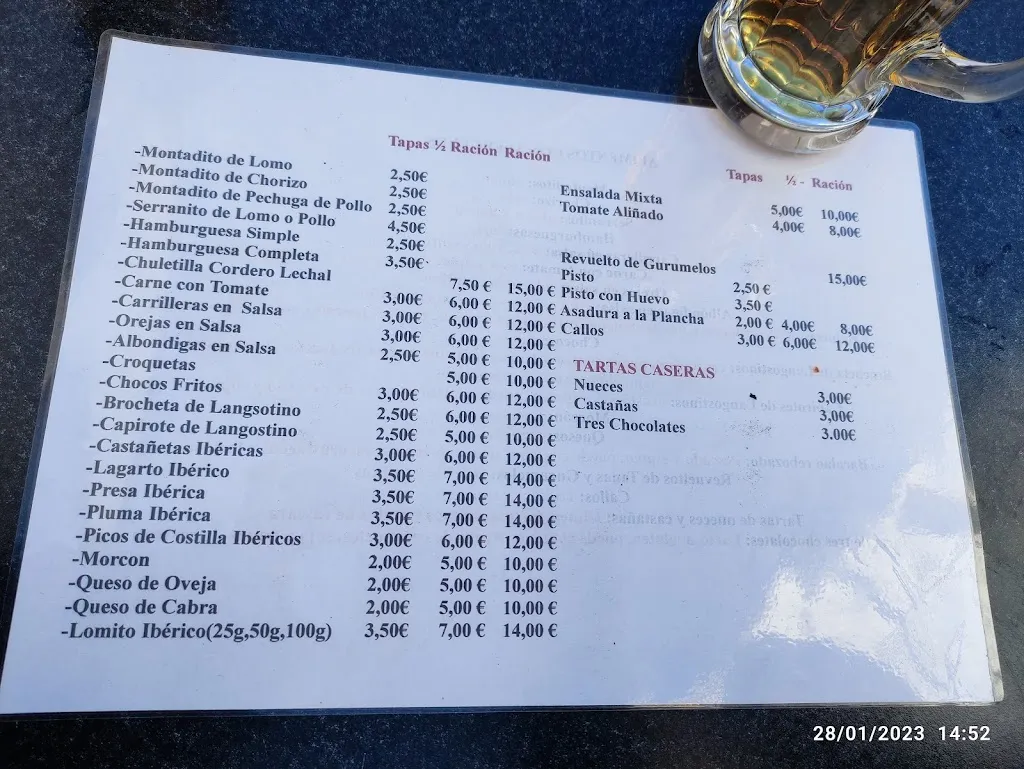 Tapas ½ Ración Ración
-Montadito de Lomo 2,50€
-Montadito de Chorizo 2,50€
-Montadito de Pechuga de Pollo 2,50€
-Serranito de Lomo o Pollo 4,50€
-Hamburguesa Simple 2,50€
-Hamburguesa Completa 3,50€
-Chuletilla Cordero Lechal 7,50 € 15,00 €
-Carne con Tomate 3,00€ 6,00 € 12,00 €
-Carrilleras en Salsa 3,00€ 6,00 € 12,00 €
-Orejas en Salsa 3,00€ 6,00 € 12,00 €
-Albondigas en Salsa 2,50€ 5,00 € 10,00 €
-Croquetas 5,00 € 10,00 €
-Chocos Fritos 3,00€ 6,00 € 12,00 €
-Brocheta de Langsotino 2,50€ 6,00 € 12,00 €
-Capirote de Langostino 2,50€ 5,00 € 10,00 €
-Castañetas Ibéricas 3,00€ 6,00 € 12,00 €
-Lagarto Ibérico 3,50€ 7,00 € 14,00 €
-Presa Ibérica 3,50€ 7,00 € 14,00 €
-Pluma Ibérica 3,50€ 7,00 € 14,00 €
-Picos de Costilla Ibéricos 3,00€ 6,00 € 12,00 €
-Morcon 2,00€ 5,00 € 10,00 €
-Queso de Oveja 2,00€ 5,00 € 10,00 €
-Queso de Cabra 2,00€ 5,00 € 10,00 €
-Lomito Ibérico(25g,50g,100g) 3,50€ 7,00 € 14,00 €
Tapas ½ - Ración
Ensalada Mixta 5,00€ 10,00€
Tomate Aliñado 4,00€ 8,00€
Revuelto de Gurumelos 15,00€
Pisto 2,50 €
Pisto con Huevo 3,50 €
Asadura a la Plancha 2,00 € 4,00€ 8,00€
Callos 3,00 € 6,00€ 12,00€
TARTAS CASERAS
Nueces 3,00€
Castañas 3,00€
Tres Chocolates 3.00€
28/01/2023 14:52